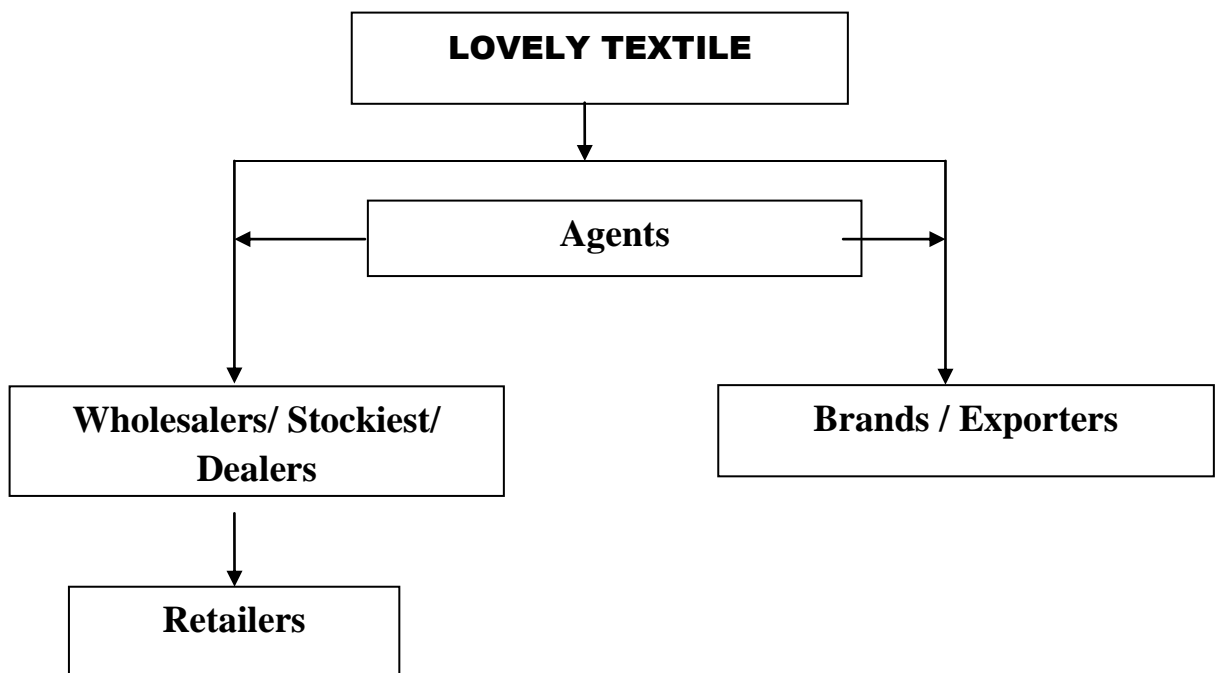 LOVELY TEXTILE
Agents
Wholesalers/ Stockiest/
Dealers
Brands / Exporters
Retailers